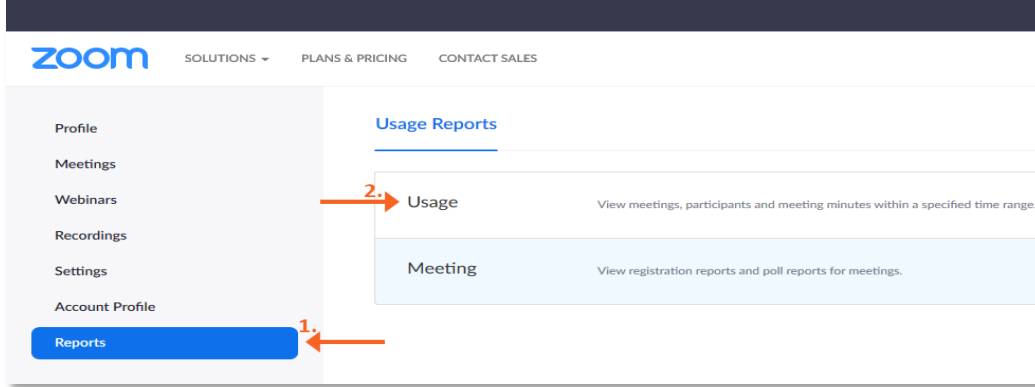 zoom SOLUTIONS PLANS & PRICING CONTACT SALES
Profile
Meetings
Webinars
Recordings
Settings
Account Profile
1.
Reports
Usage Reports
2.
Usage View meetings, participants and meeting minutes within a specified time range.
Meeting View registration reports and poll reports for meetings.